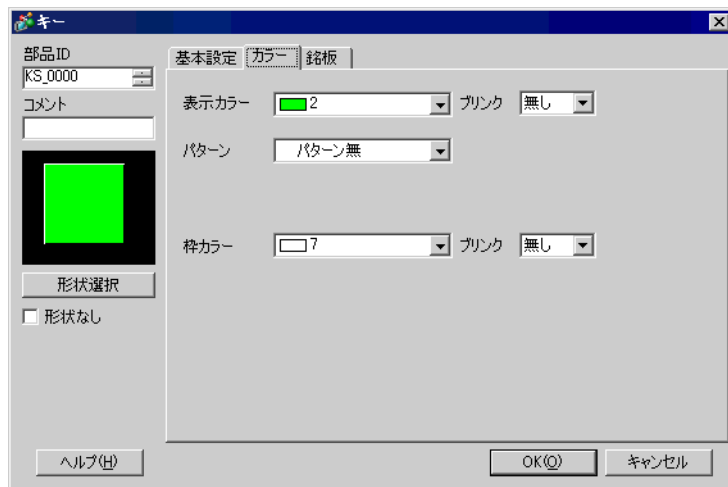 キー
部品ID
KS_0000
コメント
形状選択
形状なし
基本設定 カラー 銘板
表示カラー 2 ブリンク 無し
パターン パターン無
枠カラー 7 ブリンク 無し
ヘルプ(H) OK(O) キャンセル